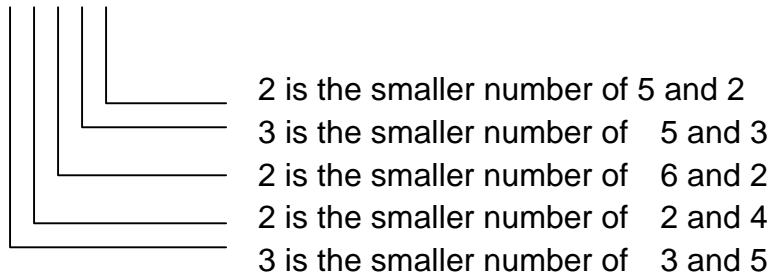 2 is the smaller number of 5 and 2
3 is the smaller number of 5 and 3
2 is the smaller number of 6 and 2
2 is the smaller number of 2 and 4
3 is the smaller number of 3 and 5